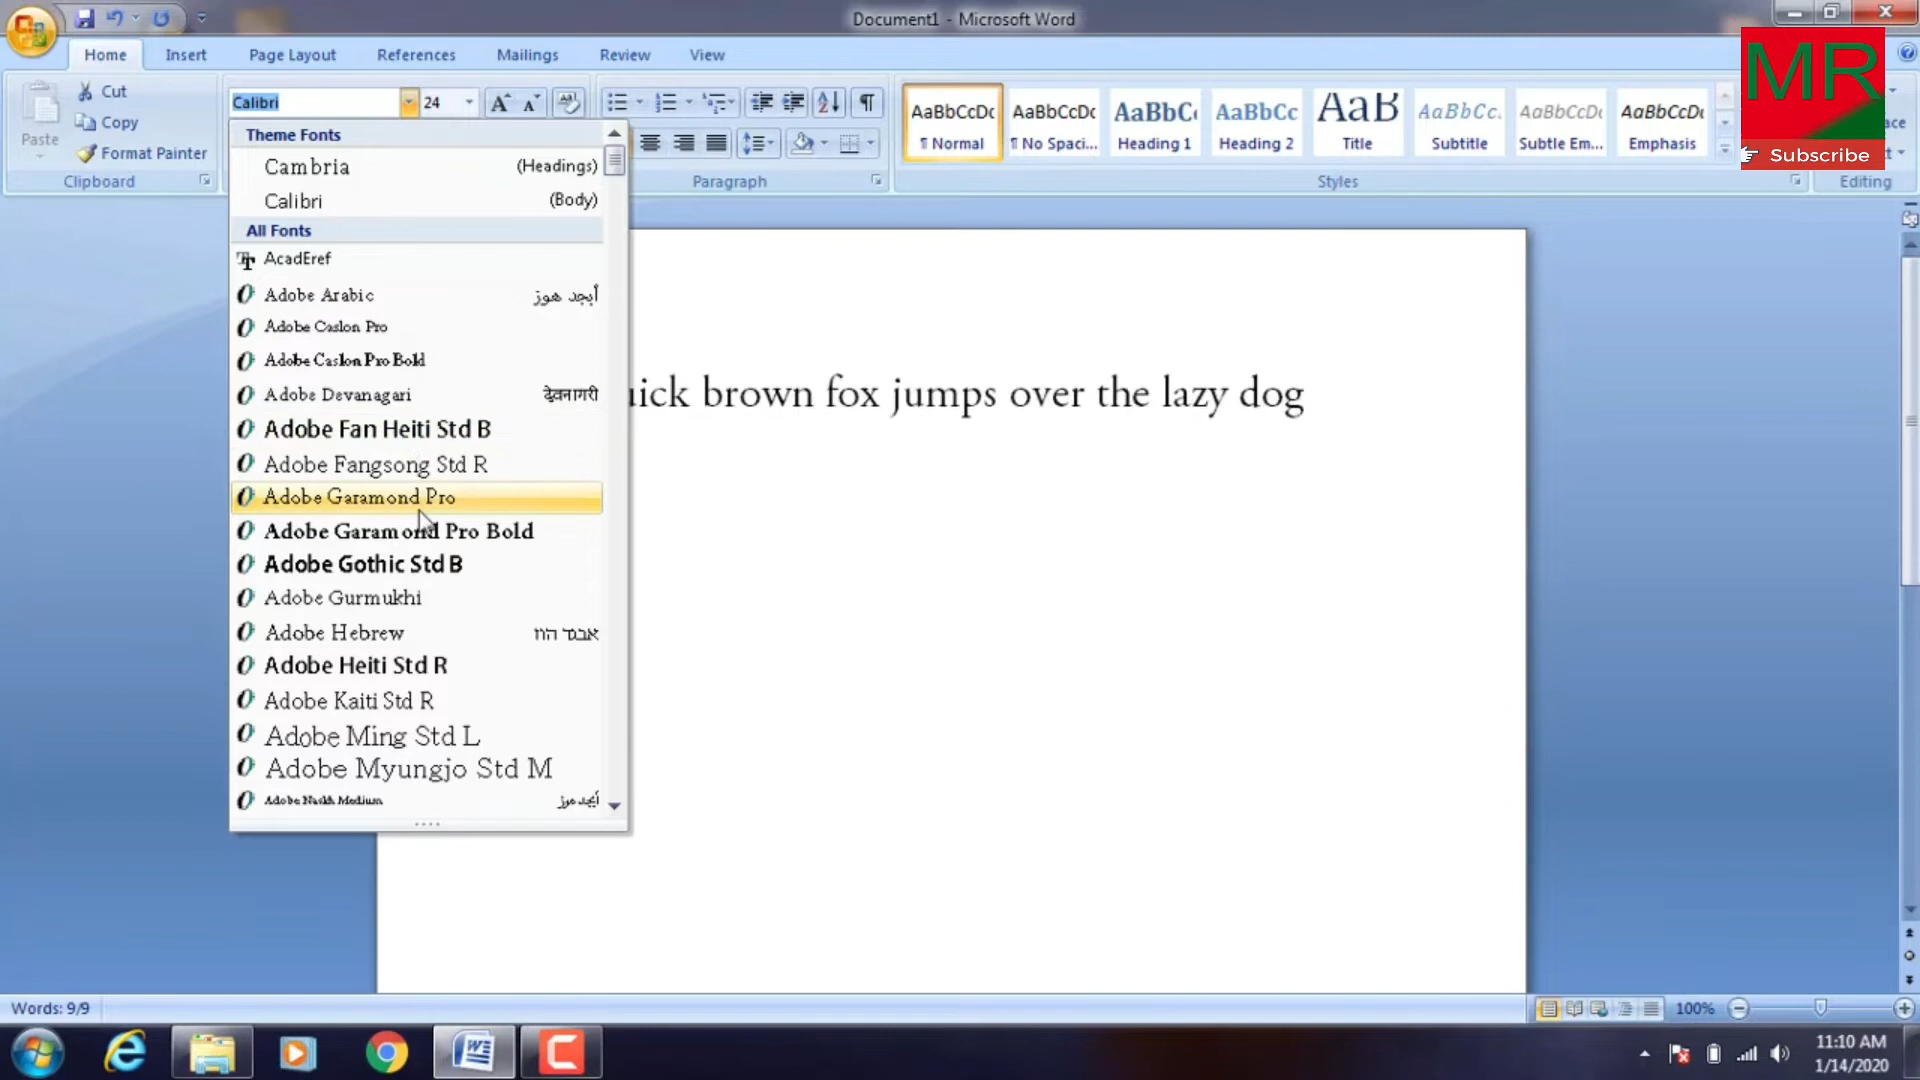 Document1 - Microsoft Word
Home Insert Page Layout References Mailings Review View
MR
Subscribe
Cut
Copy
Format Painter
Paste
Clipboard
Calibri 24
Paragraph
AaBbCcDc AaBbCcDc AaBbC AaBbCc AaB AaBbCc. AaBbCcDc AaBbCcDc
¶ Normal ¶ No Spaci... Heading 1 Heading 2 Title Subtitle Subtle Em... Emphasis
Styles
Editing
Theme Fonts
Cambria (Headings)
Calibri (Body)
All Fonts
AcadEref
Adobe Arabic أبجد هوز
Adobe Caslon Pro
Adobe Caslon Pro Bold
Adobe Devanagari देवनागरी
Adobe Fan Heiti Std B
Adobe Fangsong Std R
Adobe Garamond Pro
Adobe Garamond Pro Bold
Adobe Gothic Std B
Adobe Gurmukhi
Adobe Hebrew אבגד הוז
Adobe Heiti Std R
Adobe Kaiti Std R
Adobe Ming Std L
Adobe Myungjo Std M
Adobe Naskh Medium أبجد هوز
uick brown fox jumps over the lazy dog
Words: 9/9
100%
11:10 AM
1/14/2020